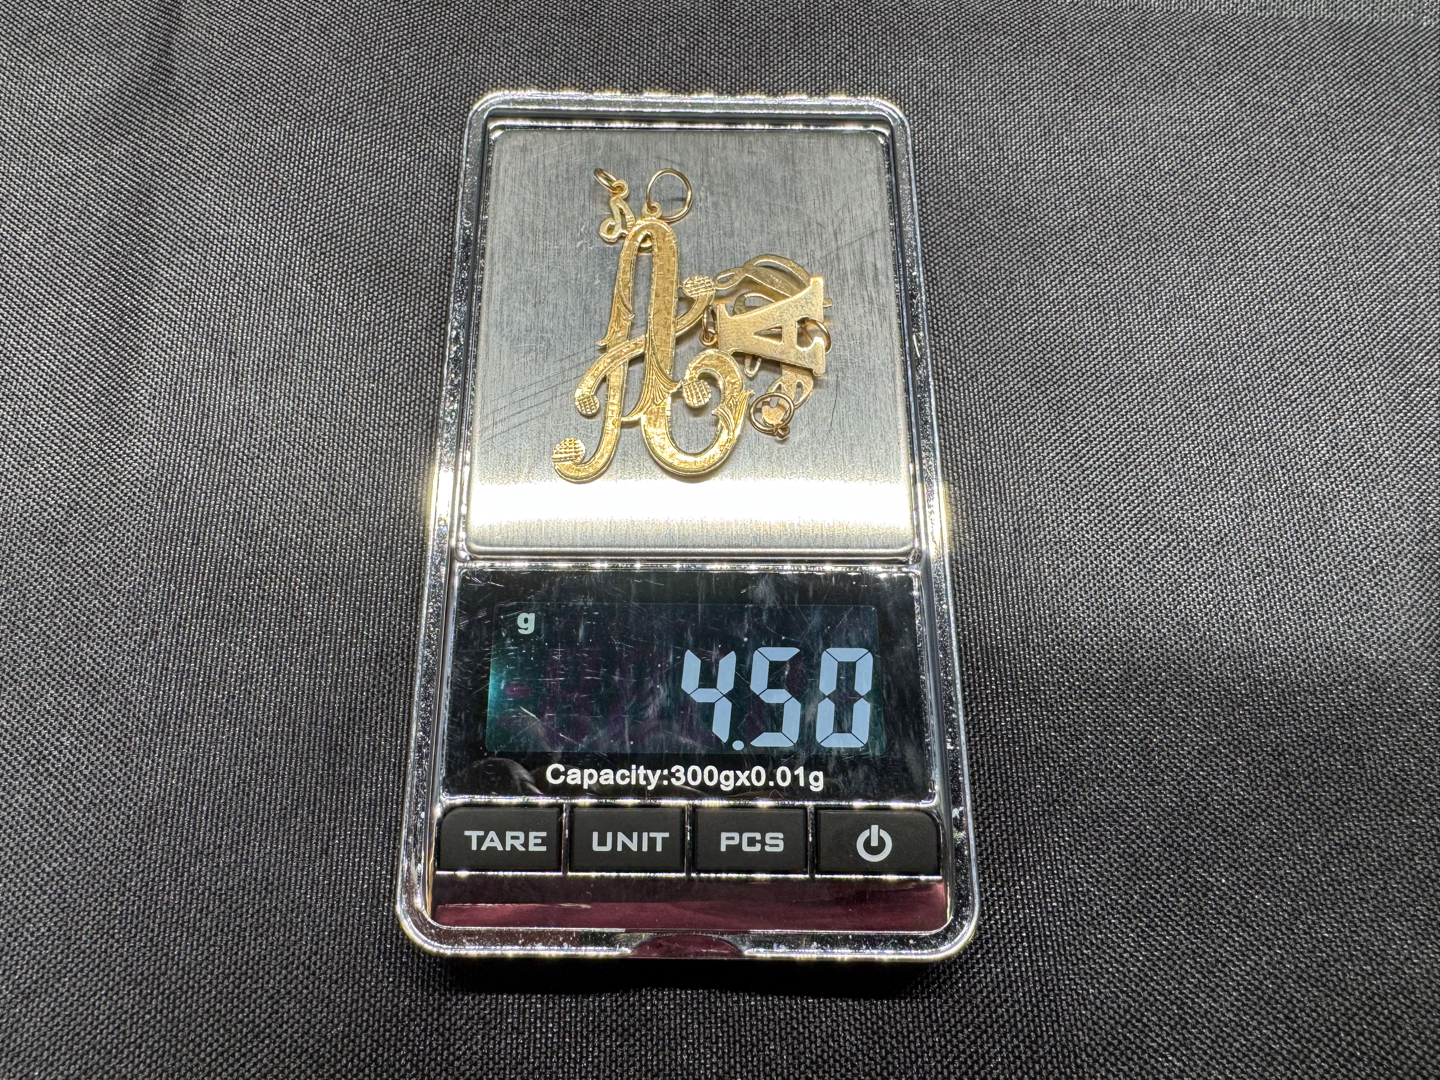 A
A
g
4.50
Capacity:300gx0.01g
TARE UNIT PCS